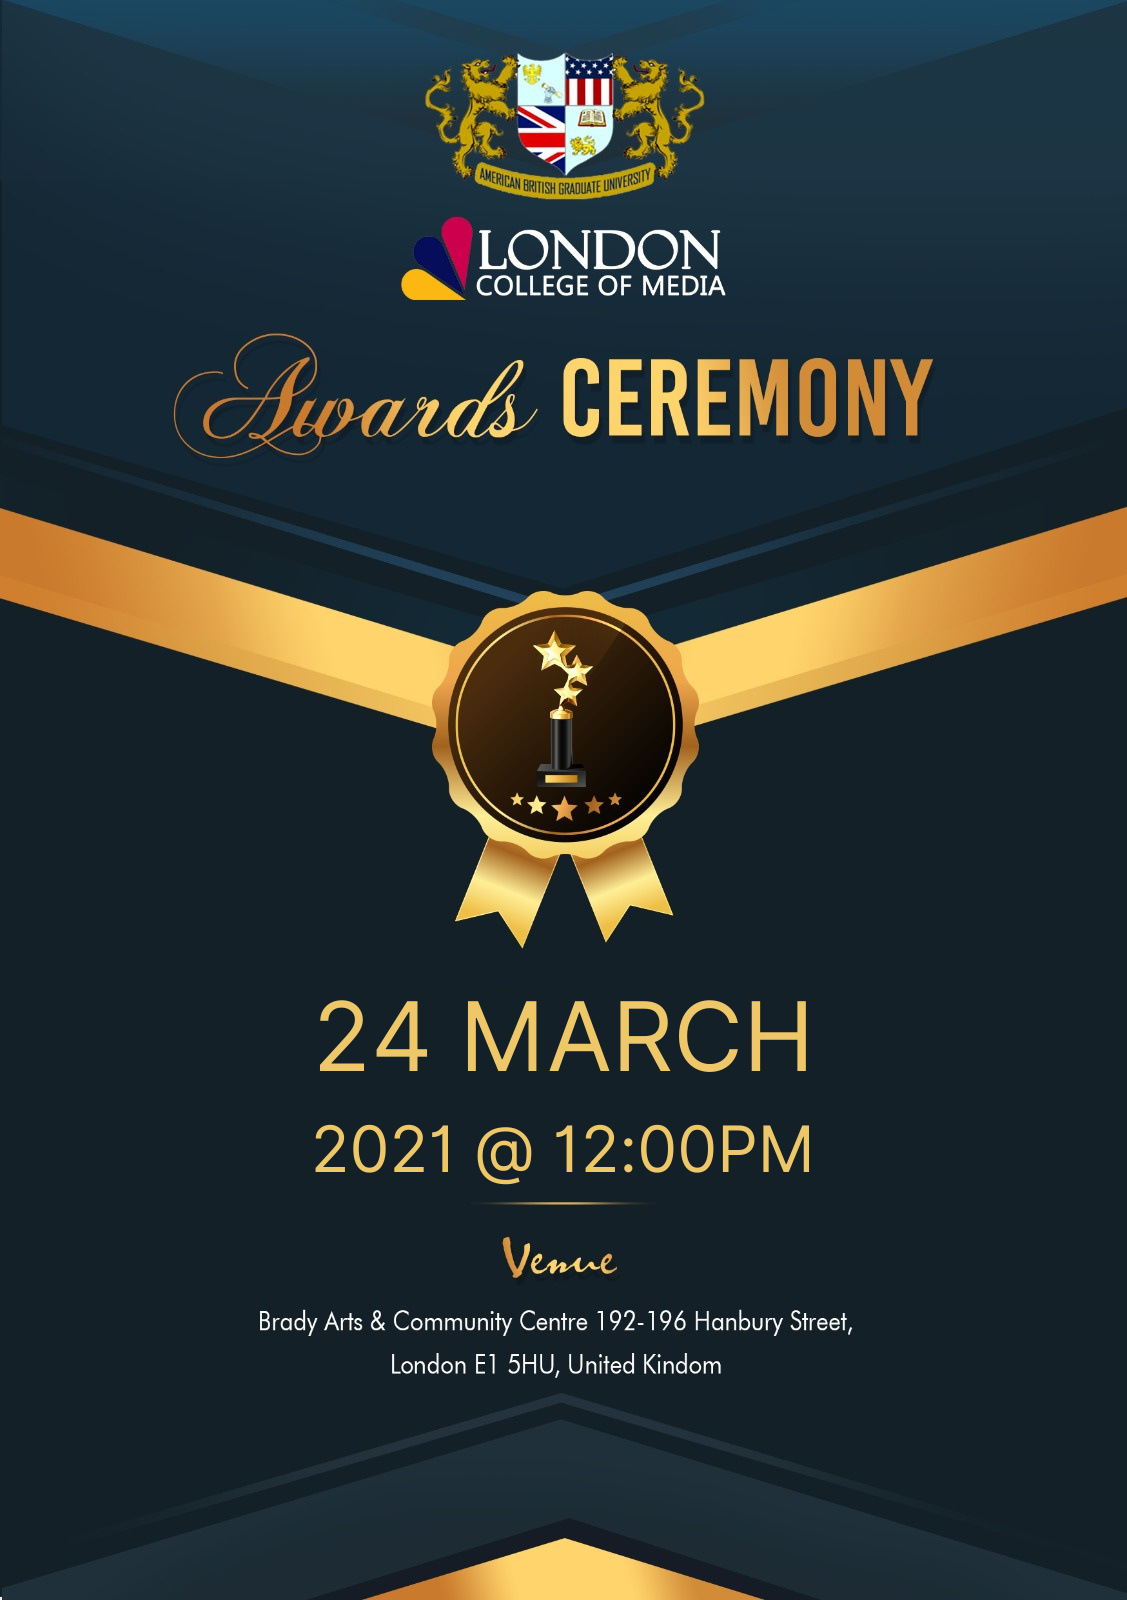 AMERICAN BRITISH GRADUATE UNIVERSITY
LONDON
COLLEGE OF MEDIA
Awards CEREMONY
24 MARCH
2021 @ 12:00PM
Venue
Brady Arts & Community Centre 192-196 Hanbury Street,
London E1 5HU, United Kindom